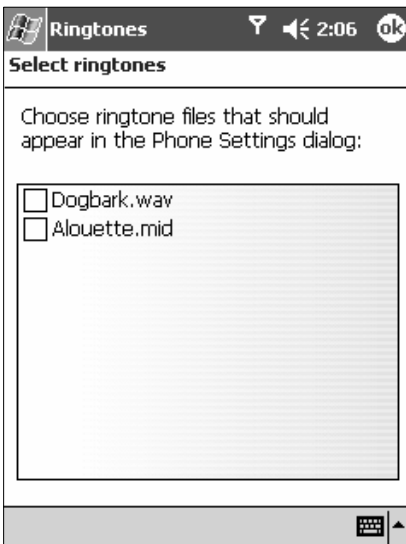 Ringtones 2:06 ok
Select ringtones
Choose ringtone files that should
appear in the Phone Settings dialog:
Dogbark.wav
Alouette.mid